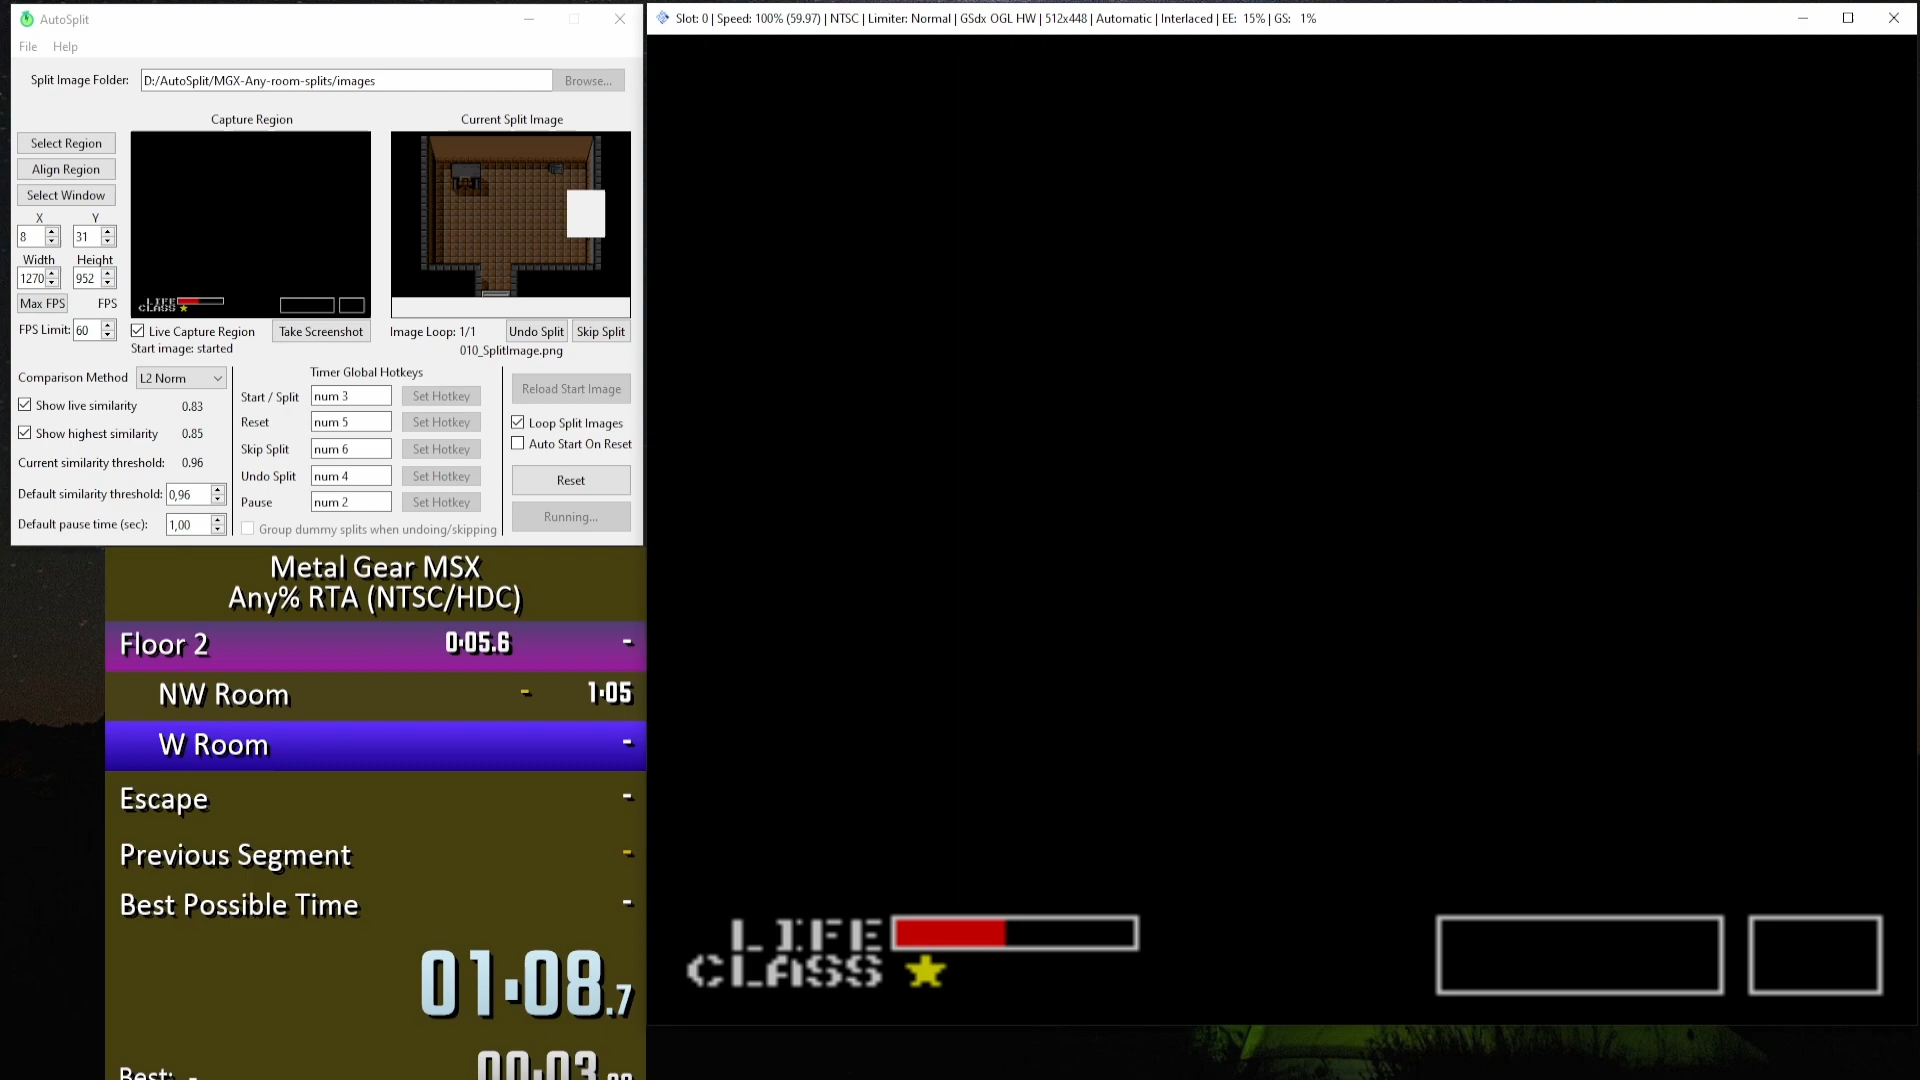 AutoSplit
File Help
Split Image Folder: D:/AutoSplit/MGX-Any-room-splits/images Browse...
Capture Region
Current Split Image
Select Region
Align Region
Select Window
X Y
8 31
Width Height
1270 952
Max FPS FPS
FPS Limit: 60
LIFE
CLASS
Live Capture Region
Take Screenshot
Start image: started
Image Loop: 1/1
Undo Split
Skip Split
010_SplitImage.png
Comparison Method L2 Norm
Show live similarity 0.83
Show highest similarity 0.85
Current similarity threshold: 0.96
Default similarity threshold: 0,96
Default pause time (sec): 1,00
Timer Global Hotkeys
Start / Split num 3 Set Hotkey
Reset num 5 Set Hotkey
Skip Split num 6 Set Hotkey
Undo Split num 4 Set Hotkey
Pause num 2 Set Hotkey
Group dummy splits when undoing/skipping
Reload Start Image
Loop Split Images
Auto Start On Reset
Reset
Running...
Metal Gear MSX
Any% RTA (NTSC/HDC)
Floor 2 0:05.6 -
NW Room - 1:05
W Room -
Escape -
Previous Segment -
Best Possible Time -
01:08.7
Best: -
Slot: 0 | Speed: 100% (59.97) | NTSC | Limiter: Normal | GSdx OGL HW | 512x448 | Automatic | Interlaced | EE: 15% | GS: 1%
LIFE
CLASS